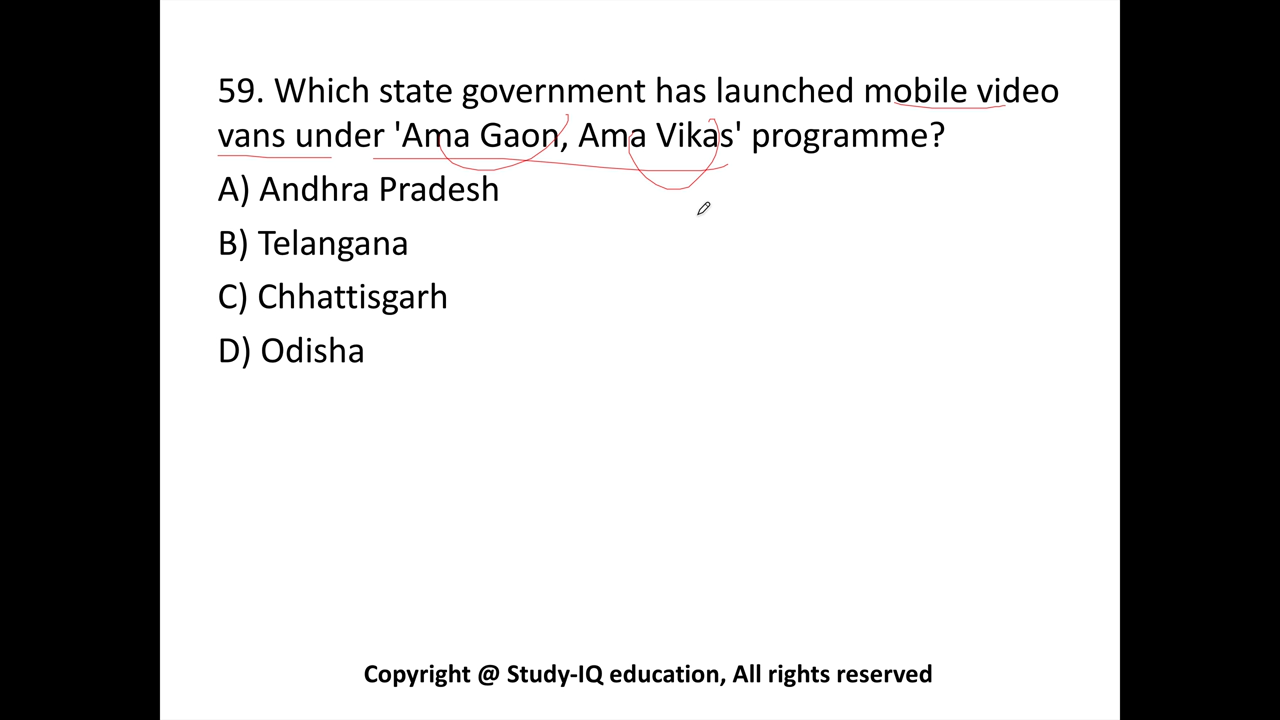 59. Which state government has launched mobile video
vans under 'Ama Gaon, Ama Vikas' programme?
A) Andhra Pradesh
B) Telangana
C) Chhattisgarh
D) Odisha
Copyright @ Study-IQ education, All rights reserved